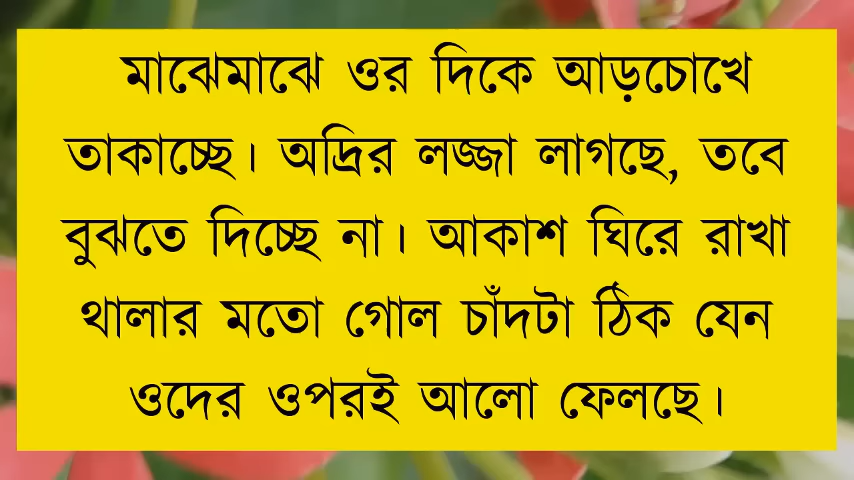 মাঝেমাঝে ওর দিকে আড়চোখে
তাকাচ্ছে। অদ্রির লজ্জা লাগছে, তবে
বুঝতে দিচ্ছে না। আকাশ ঘিরে রাখা
থালার মতো গোল চাঁদটা ঠিক যেন
ওদের ওপরই আলো ফেলছে।